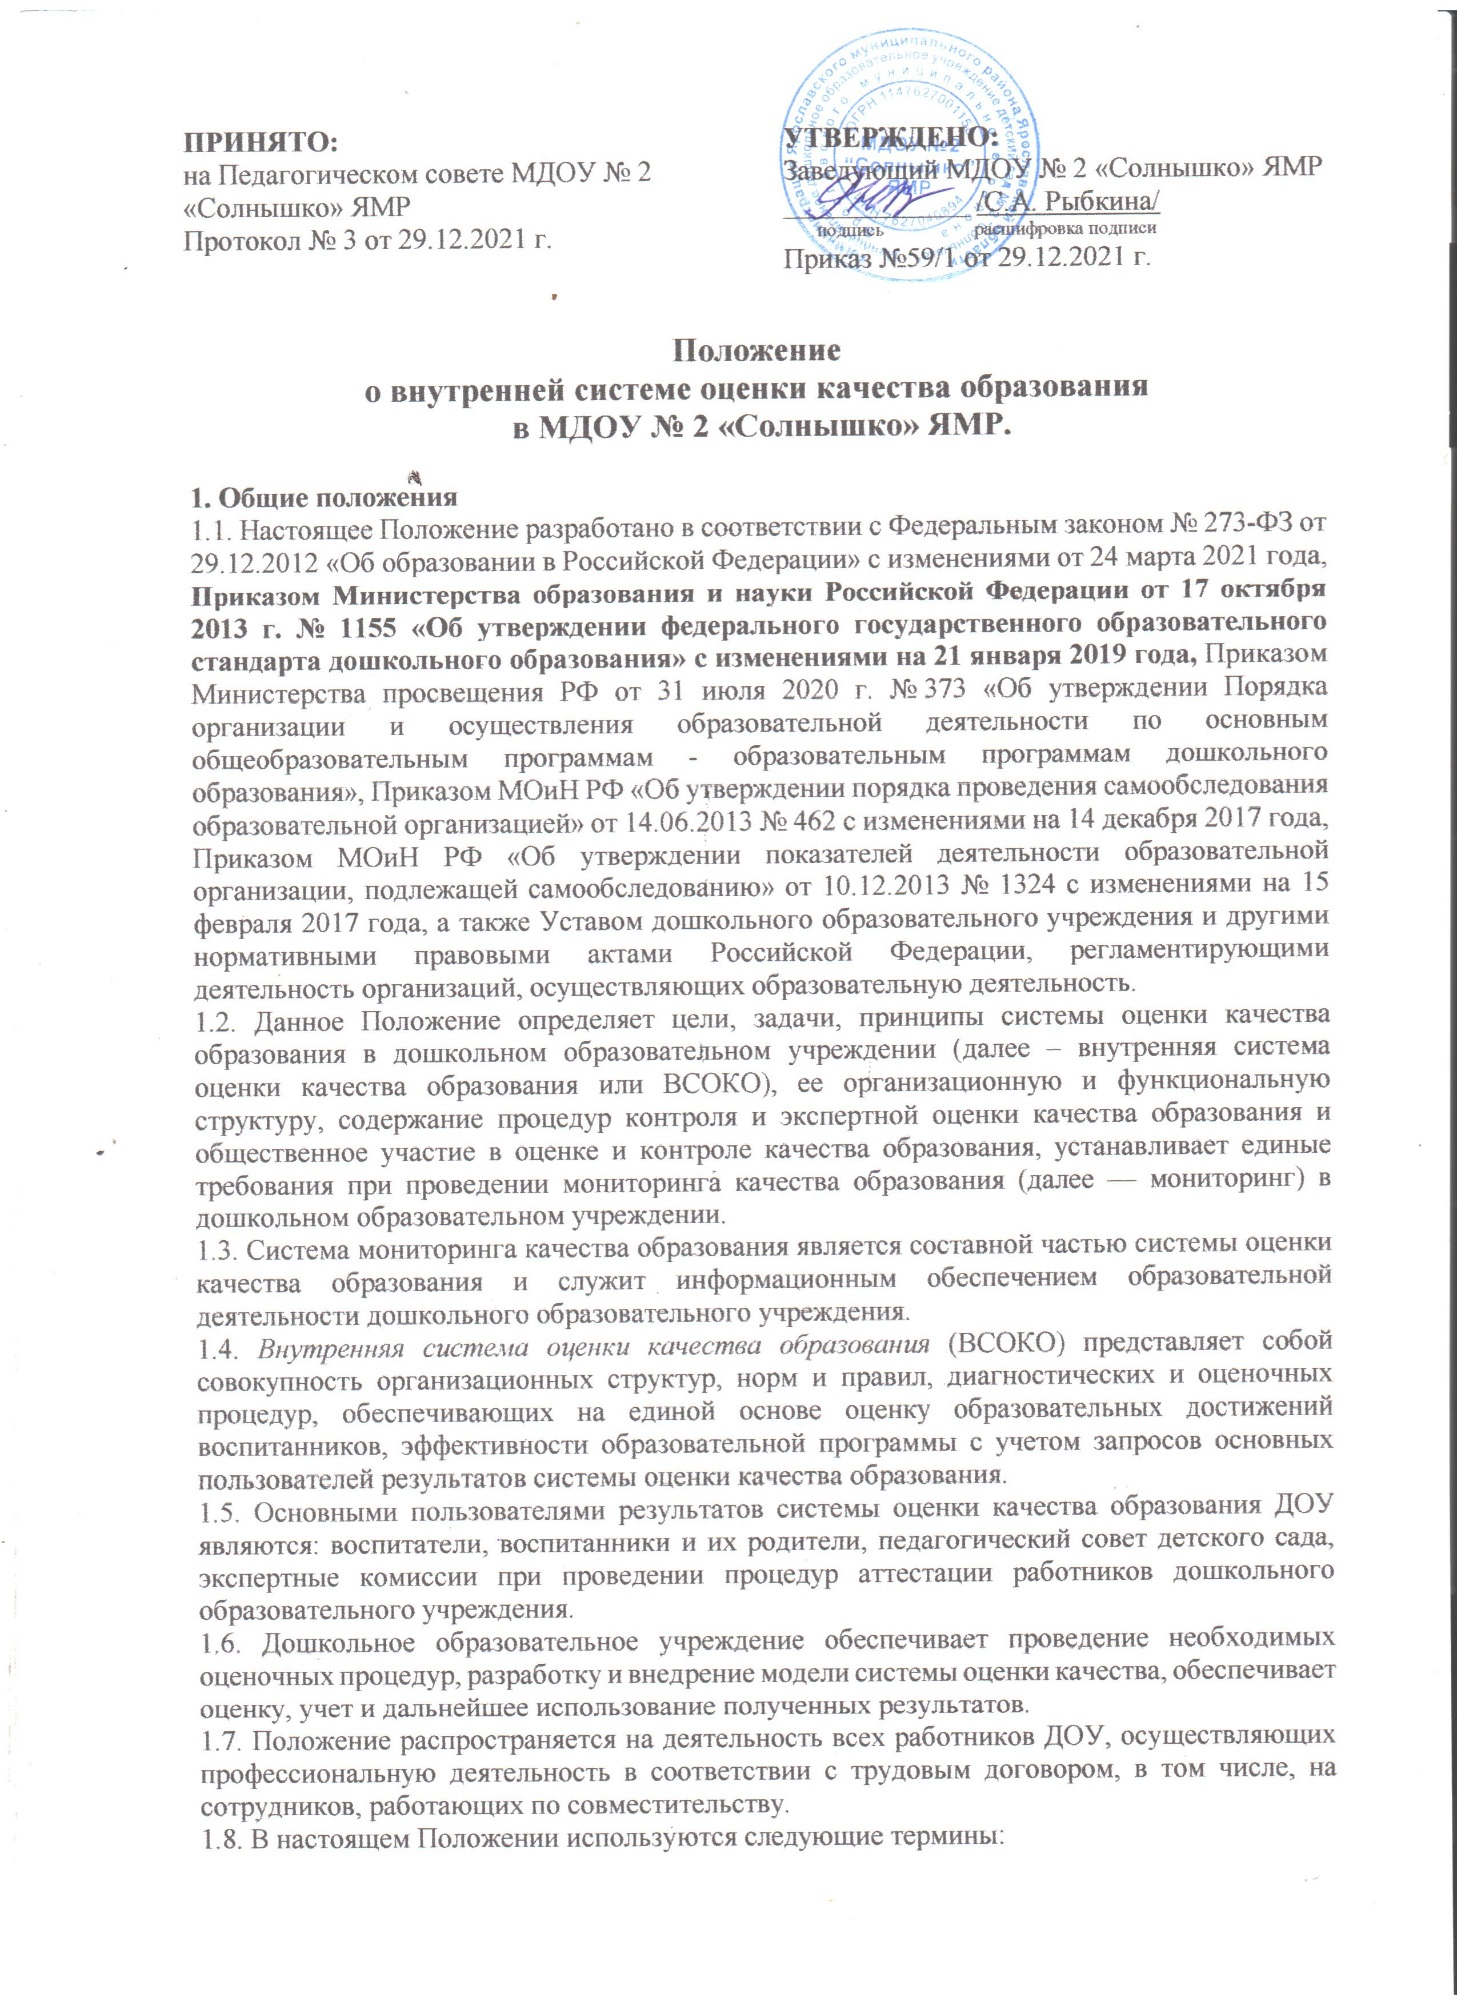 ПРИНЯТО:
на Педагогическом совете МДОУ № 2
«Солнышко» ЯМР
Протокол № 3 от 29.12.2021 г.
УТВЕРЖДЕНО:
Заведующий МДОУ № 2 «Солнышко» ЯМР
/С.А. Рыбкина/
подпись расшифровка подписи
Приказ №59/1 от 29.12.2021 г.
МДОУ №2
"Солнышко"
ЯМР
Положение
о внутренней системе оценки качества образования
в МДОУ № 2 «Солнышко» ЯМР.
1. Общие положения
1.1. Настоящее Положение разработано в соответствии с Федеральным законом № 273-ФЗ от
29.12.2012 «Об образовании в Российской Федерации» с изменениями от 24 марта 2021 года,
Приказом Министерства образования и науки Российской Федерации от 17 октября
2013 г. № 1155 «Об утверждении федерального государственного образовательного
стандарта дошкольного образования» с изменениями на 21 января 2019 года, Приказом
Министерства просвещения РФ от 31 июля 2020 г. № 373 «Об утверждении Порядка
организации и осуществления образовательной деятельности по основным
общеобразовательным программам - образовательным программам дошкольного
образования», Приказом МОиН РФ «Об утверждении порядка проведения самообследования
образовательной организацией» от 14.06.2013 № 462 с изменениями на 14 декабря 2017 года,
Приказом МОиН РФ «Об утверждении показателей деятельности образовательной
организации, подлежащей самообследованию» от 10.12.2013 № 1324 с изменениями на 15
февраля 2017 года, а также Уставом дошкольного образовательного учреждения и другими
нормативными правовыми актами Российской Федерации, регламентирующими
деятельность организаций, осуществляющих образовательную деятельность.
1.2. Данное Положение определяет цели, задачи, принципы системы оценки качества
образования в дошкольном образовательном учреждении (далее – внутренняя система
оценки качества образования или ВСОКО), ее организационную и функциональную
структуру, содержание процедур контроля и экспертной оценки качества образования и
общественное участие в оценке и контроле качества образования, устанавливает единые
требования при проведении мониторинга качества образования (далее — мониторинг) в
дошкольном образовательном учреждении.
1.3. Система мониторинга качества образования является составной частью системы оценки
качества образования и служит информационным обеспечением образовательной
деятельности дошкольного образовательного учреждения.
1.4. Внутренняя система оценки качества образования (ВСОКО) представляет собой
совокупность организационных структур, норм и правил, диагностических и оценочных
процедур, обеспечивающих на единой основе оценку образовательных достижений
воспитанников, эффективности образовательной программы с учетом запросов основных
пользователей результатов системы оценки качества образования.
1.5. Основными пользователями результатов системы оценки качества образования ДОУ
являются: воспитатели, воспитанники и их родители, педагогический совет детского сада,
экспертные комиссии при проведении процедур аттестации работников дошкольного
образовательного учреждения.
1.6. Дошкольное образовательное учреждение обеспечивает проведение необходимых
оценочных процедур, разработку и внедрение модели системы оценки качества, обеспечивает
оценку, учет и дальнейшее использование полученных результатов.
1.7. Положение распространяется на деятельность всех работников ДОУ, осуществляющих
профессиональную деятельность в соответствии с трудовым договором, в том числе, на
сотрудников, работающих по совместительству.
1.8. В настоящем Положении используются следующие термины: